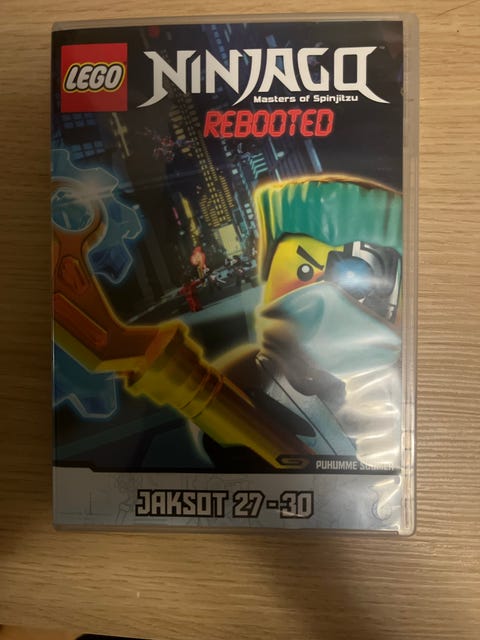 LEGO
NINJAGO
Masters of Spinjitzu
REBOOTED
PUHUMME SUOMEA
JAKSOT 27-30